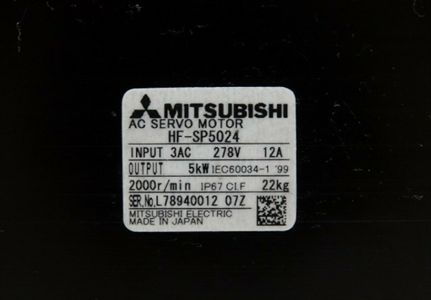 MITSUBISHI
AC SERVO MOTOR
HF-SP5024
INPUT 3AC 278V 12A
OUTPUT 5kW IEC60034-1 '99
2000r/min IP67 CI.F 22kg
SER.No.L78940012 07Z
MITSUBISHI ELECTRIC
MADE IN JAPAN